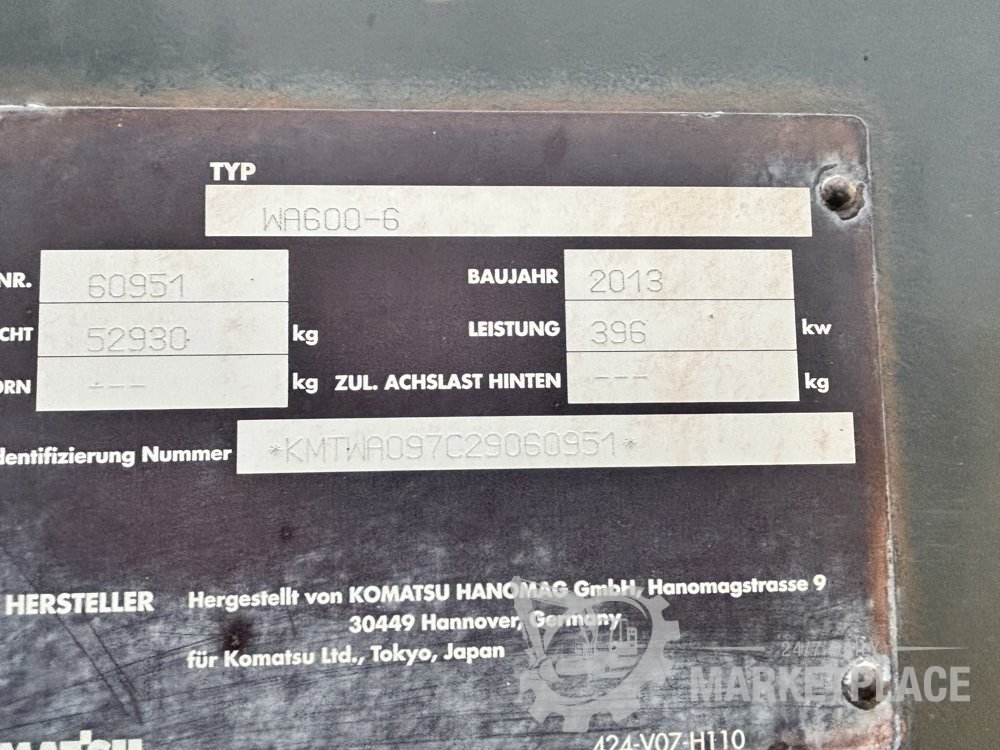 TYP
WA600-6
NR. 60951 BAUJAHR 2013
CHT 52930 kg LEISTUNG 396 kw
ORN --- kg ZUL. ACHSLAST HINTEN --- kg
dentifizierung Nummer *KMTWA097C29060951*
HERSTELLER Hergestellt von KOMATSU HANOMAG GmbH, Hanomagstrasse 9
30449 Hannover, Germany
für Komatsu Ltd., Tokyo, Japan
MARKETPLACE
424-V07-H110